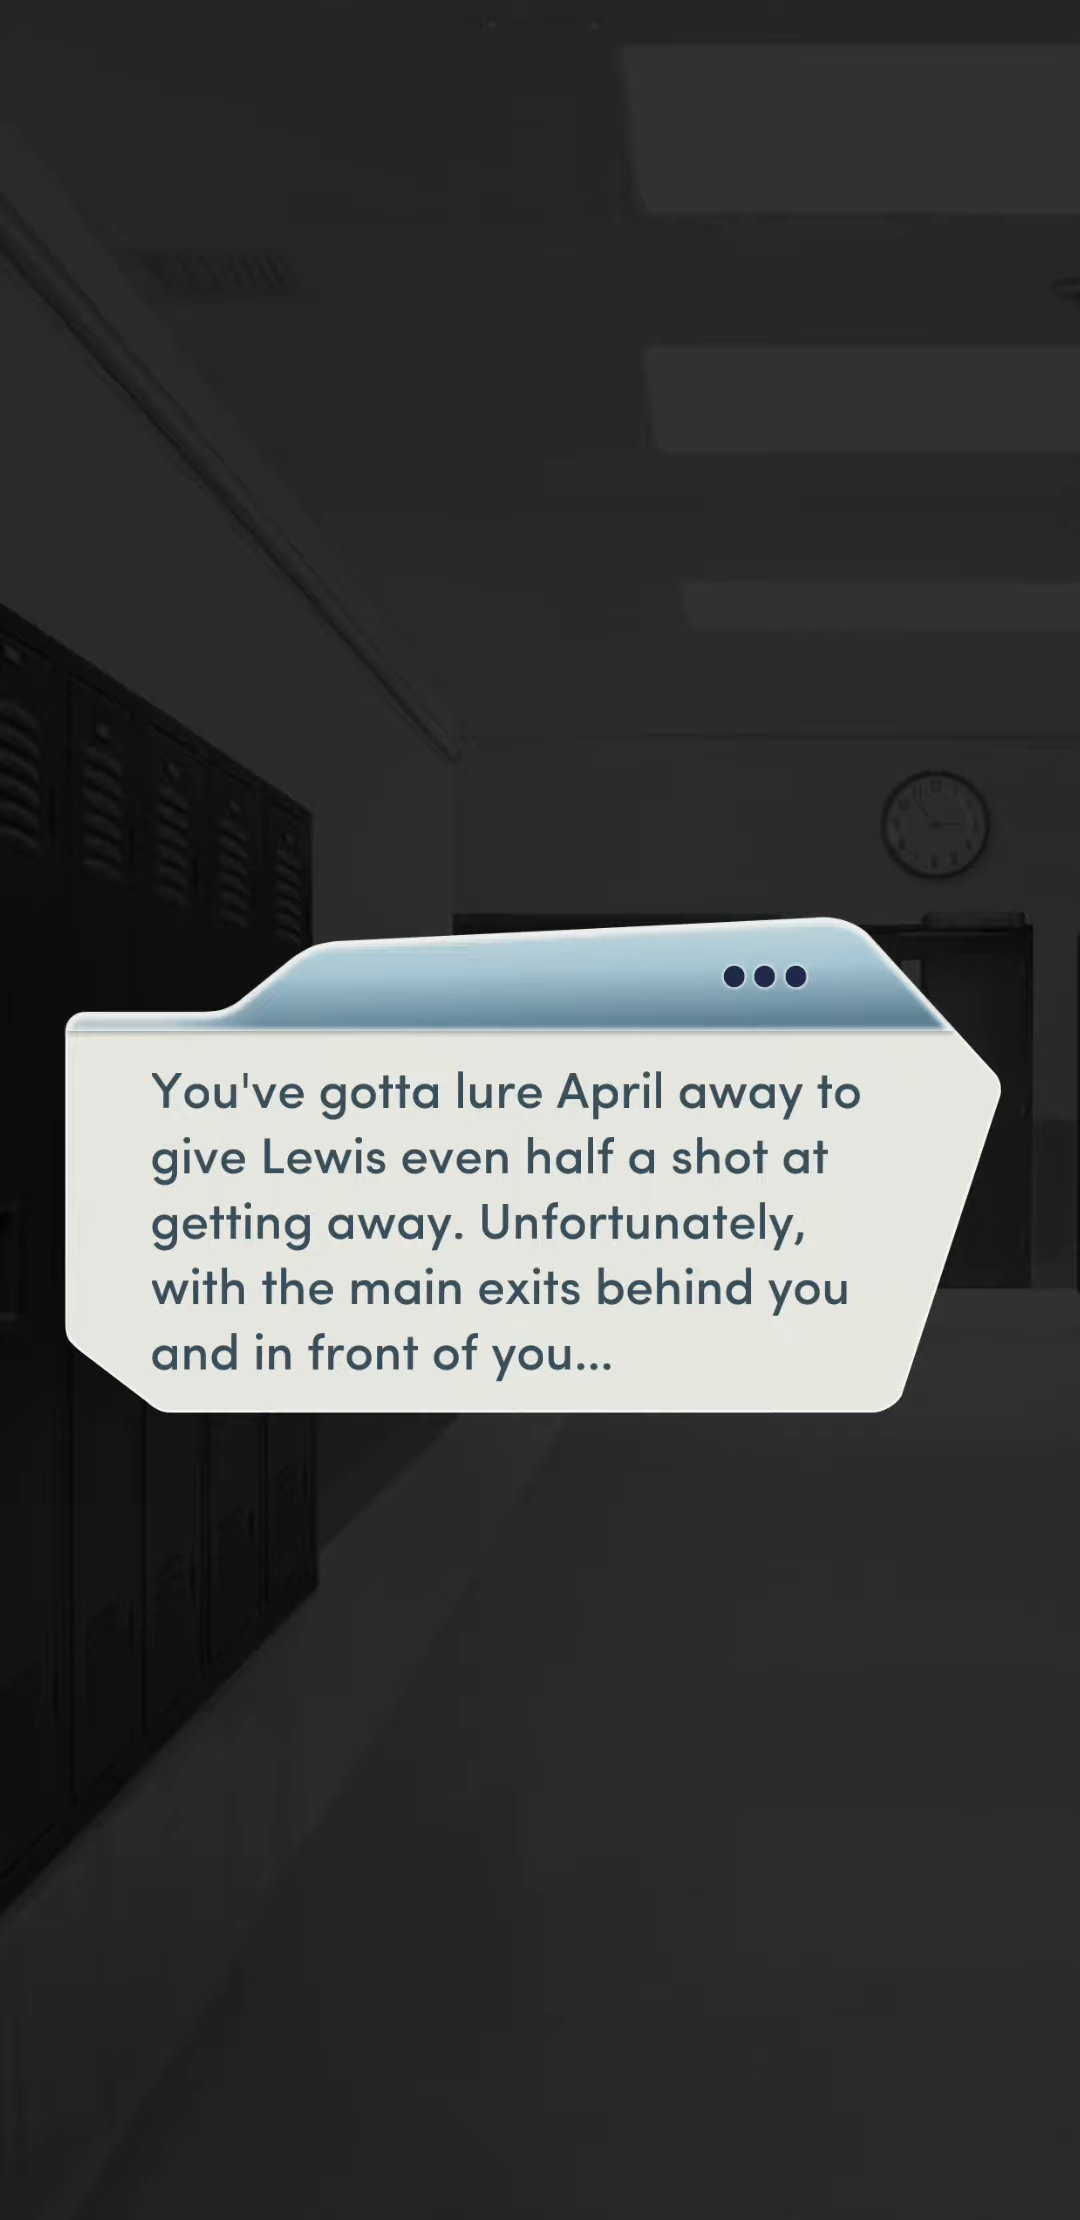 You've gotta lure April away to
give Lewis even half a shot at
getting away. Unfortunately,
with the main exits behind you
and in front of you...